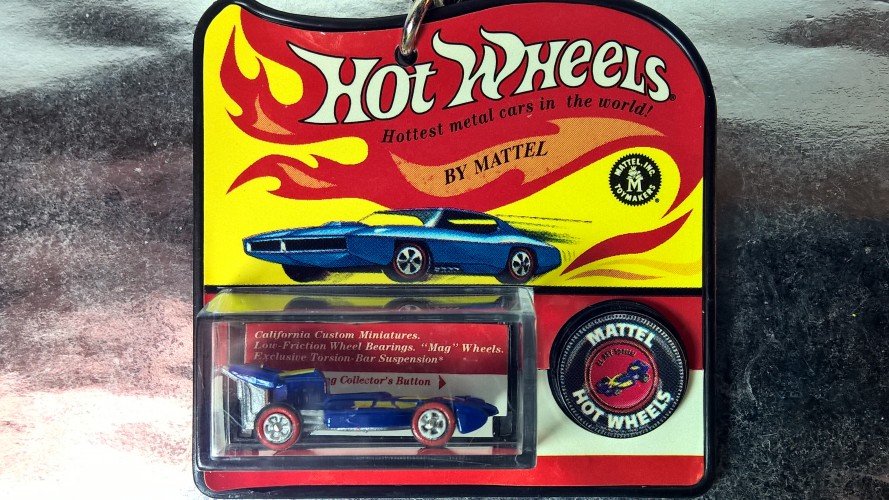 HOT WHEELS®
Hottest metal cars in the world!
BY MATTEL
MATTEL, INC.
M
TOYMAKERS
®
California Custom Miniatures.
Low-Friction Wheel Bearings. "Mag" Wheels.
Exclusive Torsion-Bar Suspension*
Collector's Button
MATTEL
HOT WHEELS